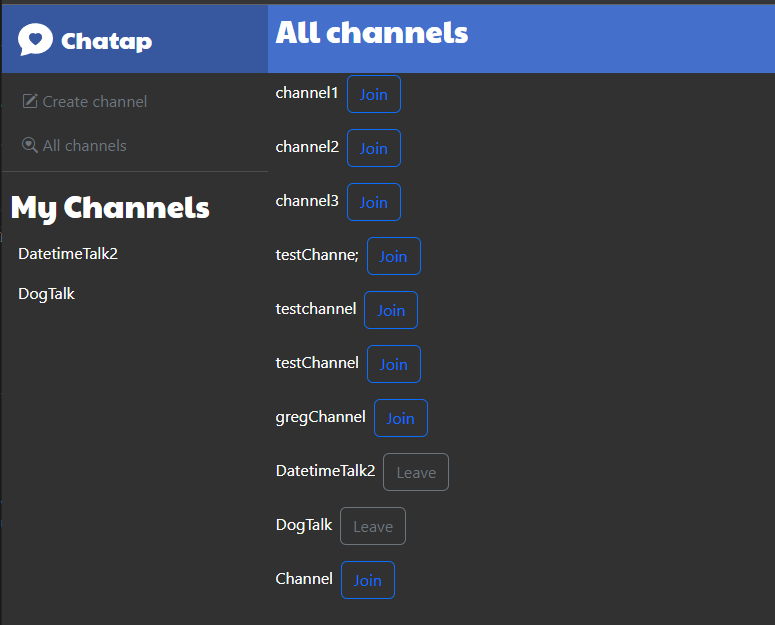 Chatap
Create channel
All channels
My Channels
DatetimeTalk2
DogTalk
All channels
channel1 Join
channel2 Join
channel3 Join
testChanne; Join
testchannel Join
testChannel Join
gregChannel Join
DatetimeTalk2 Leave
DogTalk Leave
Channel Join